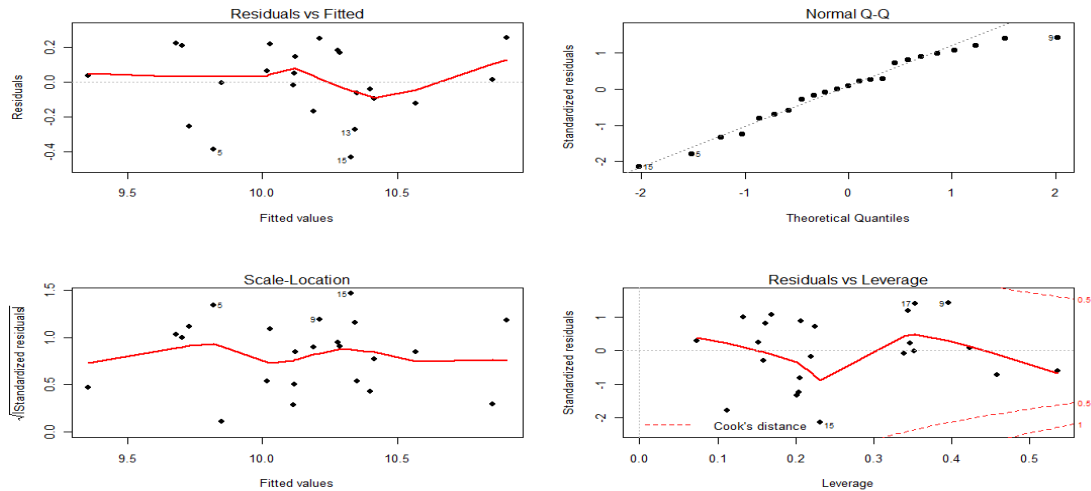 Residuals vs Fitted
Residuals
0.2
0.0
-0.2
-0.4
5
13
15
9.5 10.0 10.5
Fitted values
Normal Q-Q
Standardized residuals
1
0
-1
-2
15
5
9
-2 -1 0 1 2
Theoretical Quantiles
Scale-Location
√|Standardized residuals|
1.5
1.0
0.5
0.0
5
15
9
9.5 10.0 10.5
Fitted values
Residuals vs Leverage
Standardized residuals
1
0
-1
-2
17
9
15
0.5
0.5
1
Cook's distance
0.0 0.1 0.2 0.3 0.4 0.5
Leverage